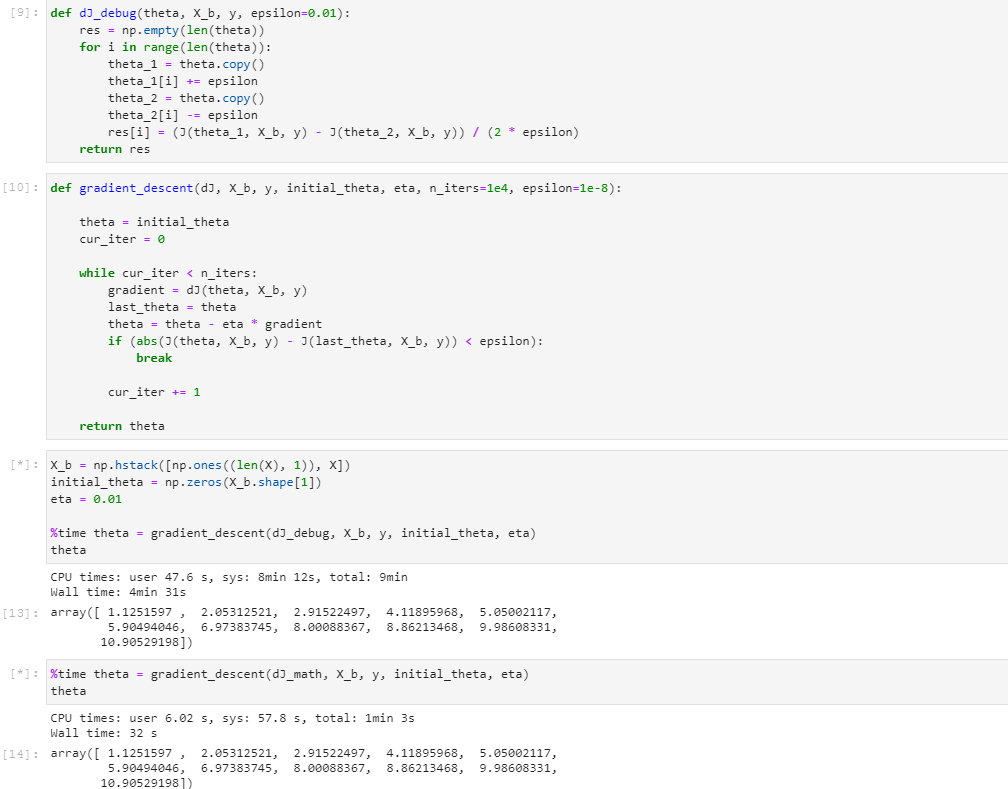 [9]: def dJ_debug(theta, X_b, y, epsilon=0.01):
    res = np.empty(len(theta))
    for i in range(len(theta)):
        theta_1 = theta.copy()
        theta_1[i] += epsilon
        theta_2 = theta.copy()
        theta_2[i] -= epsilon
        res[i] = (J(theta_1, X_b, y) - J(theta_2, X_b, y)) / (2 * epsilon)
    return res
[10]: def gradient_descent(dJ, X_b, y, initial_theta, eta, n_iters=1e4, epsilon=1e-8):
    theta = initial_theta
    cur_iter = 0
    while cur_iter < n_iters:
        gradient = dJ(theta, X_b, y)
        last_theta = theta
        theta = theta - eta * gradient
        if (abs(J(theta, X_b, y) - J(last_theta, X_b, y)) < epsilon):
            break
        cur_iter += 1
    return theta
[*]: X_b = np.hstack([np.ones((len(X), 1)), X])
initial_theta = np.zeros(X_b.shape[1])
eta = 0.01
%time theta = gradient_descent(dJ_debug, X_b, y, initial_theta, eta)
theta
CPU times: user 47.6 s, sys: 8min 12s, total: 9min
Wall time: 4min 31s
[13]: array([ 1.1251597 ,  2.05312521,  2.91522497,  4.11895968,  5.05002117,
        5.90494046,  6.97383745,  8.00088367,  8.86213468,  9.98608331,
       10.90529198])
[*]: %time theta = gradient_descent(dJ_math, X_b, y, initial_theta, eta)
theta
CPU times: user 6.02 s, sys: 57.8 s, total: 1min 3s
Wall time: 32 s
[14]: array([ 1.1251597 ,  2.05312521,  2.91522497,  4.11895968,  5.05002117,
        5.90494046,  6.97383745,  8.00088367,  8.86213468,  9.98608331,
       10.90529198])